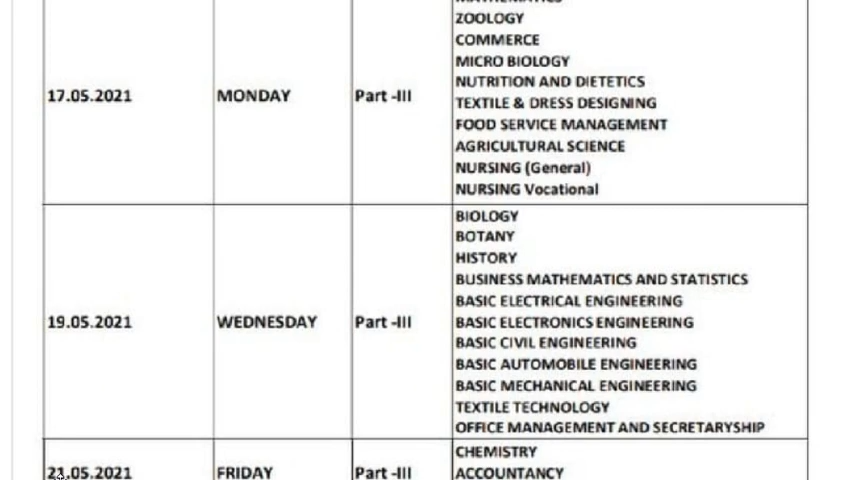 MATHEMATICS
ZOOLOGY
COMMERCE
MICRO BIOLOGY
NUTRITION AND DIETETICS
17.05.2021 MONDAY Part -III TEXTILE & DRESS DESIGNING
FOOD SERVICE MANAGEMENT
AGRICULTURAL SCIENCE
NURSING (General)
NURSING Vocational
BIOLOGY
BOTANY
HISTORY
BUSINESS MATHEMATICS AND STATISTICS
BASIC ELECTRICAL ENGINEERING
19.05.2021 WEDNESDAY Part -III BASIC ELECTRONICS ENGINEERING
BASIC CIVIL ENGINEERING
BASIC AUTOMOBILE ENGINEERING
BASIC MECHANICAL ENGINEERING
TEXTILE TECHNOLOGY
OFFICE MANAGEMENT AND SECRETARYSHIP
CHEMISTRY
21.05.2021 FRIDAY Part -III ACCOUNTANCY